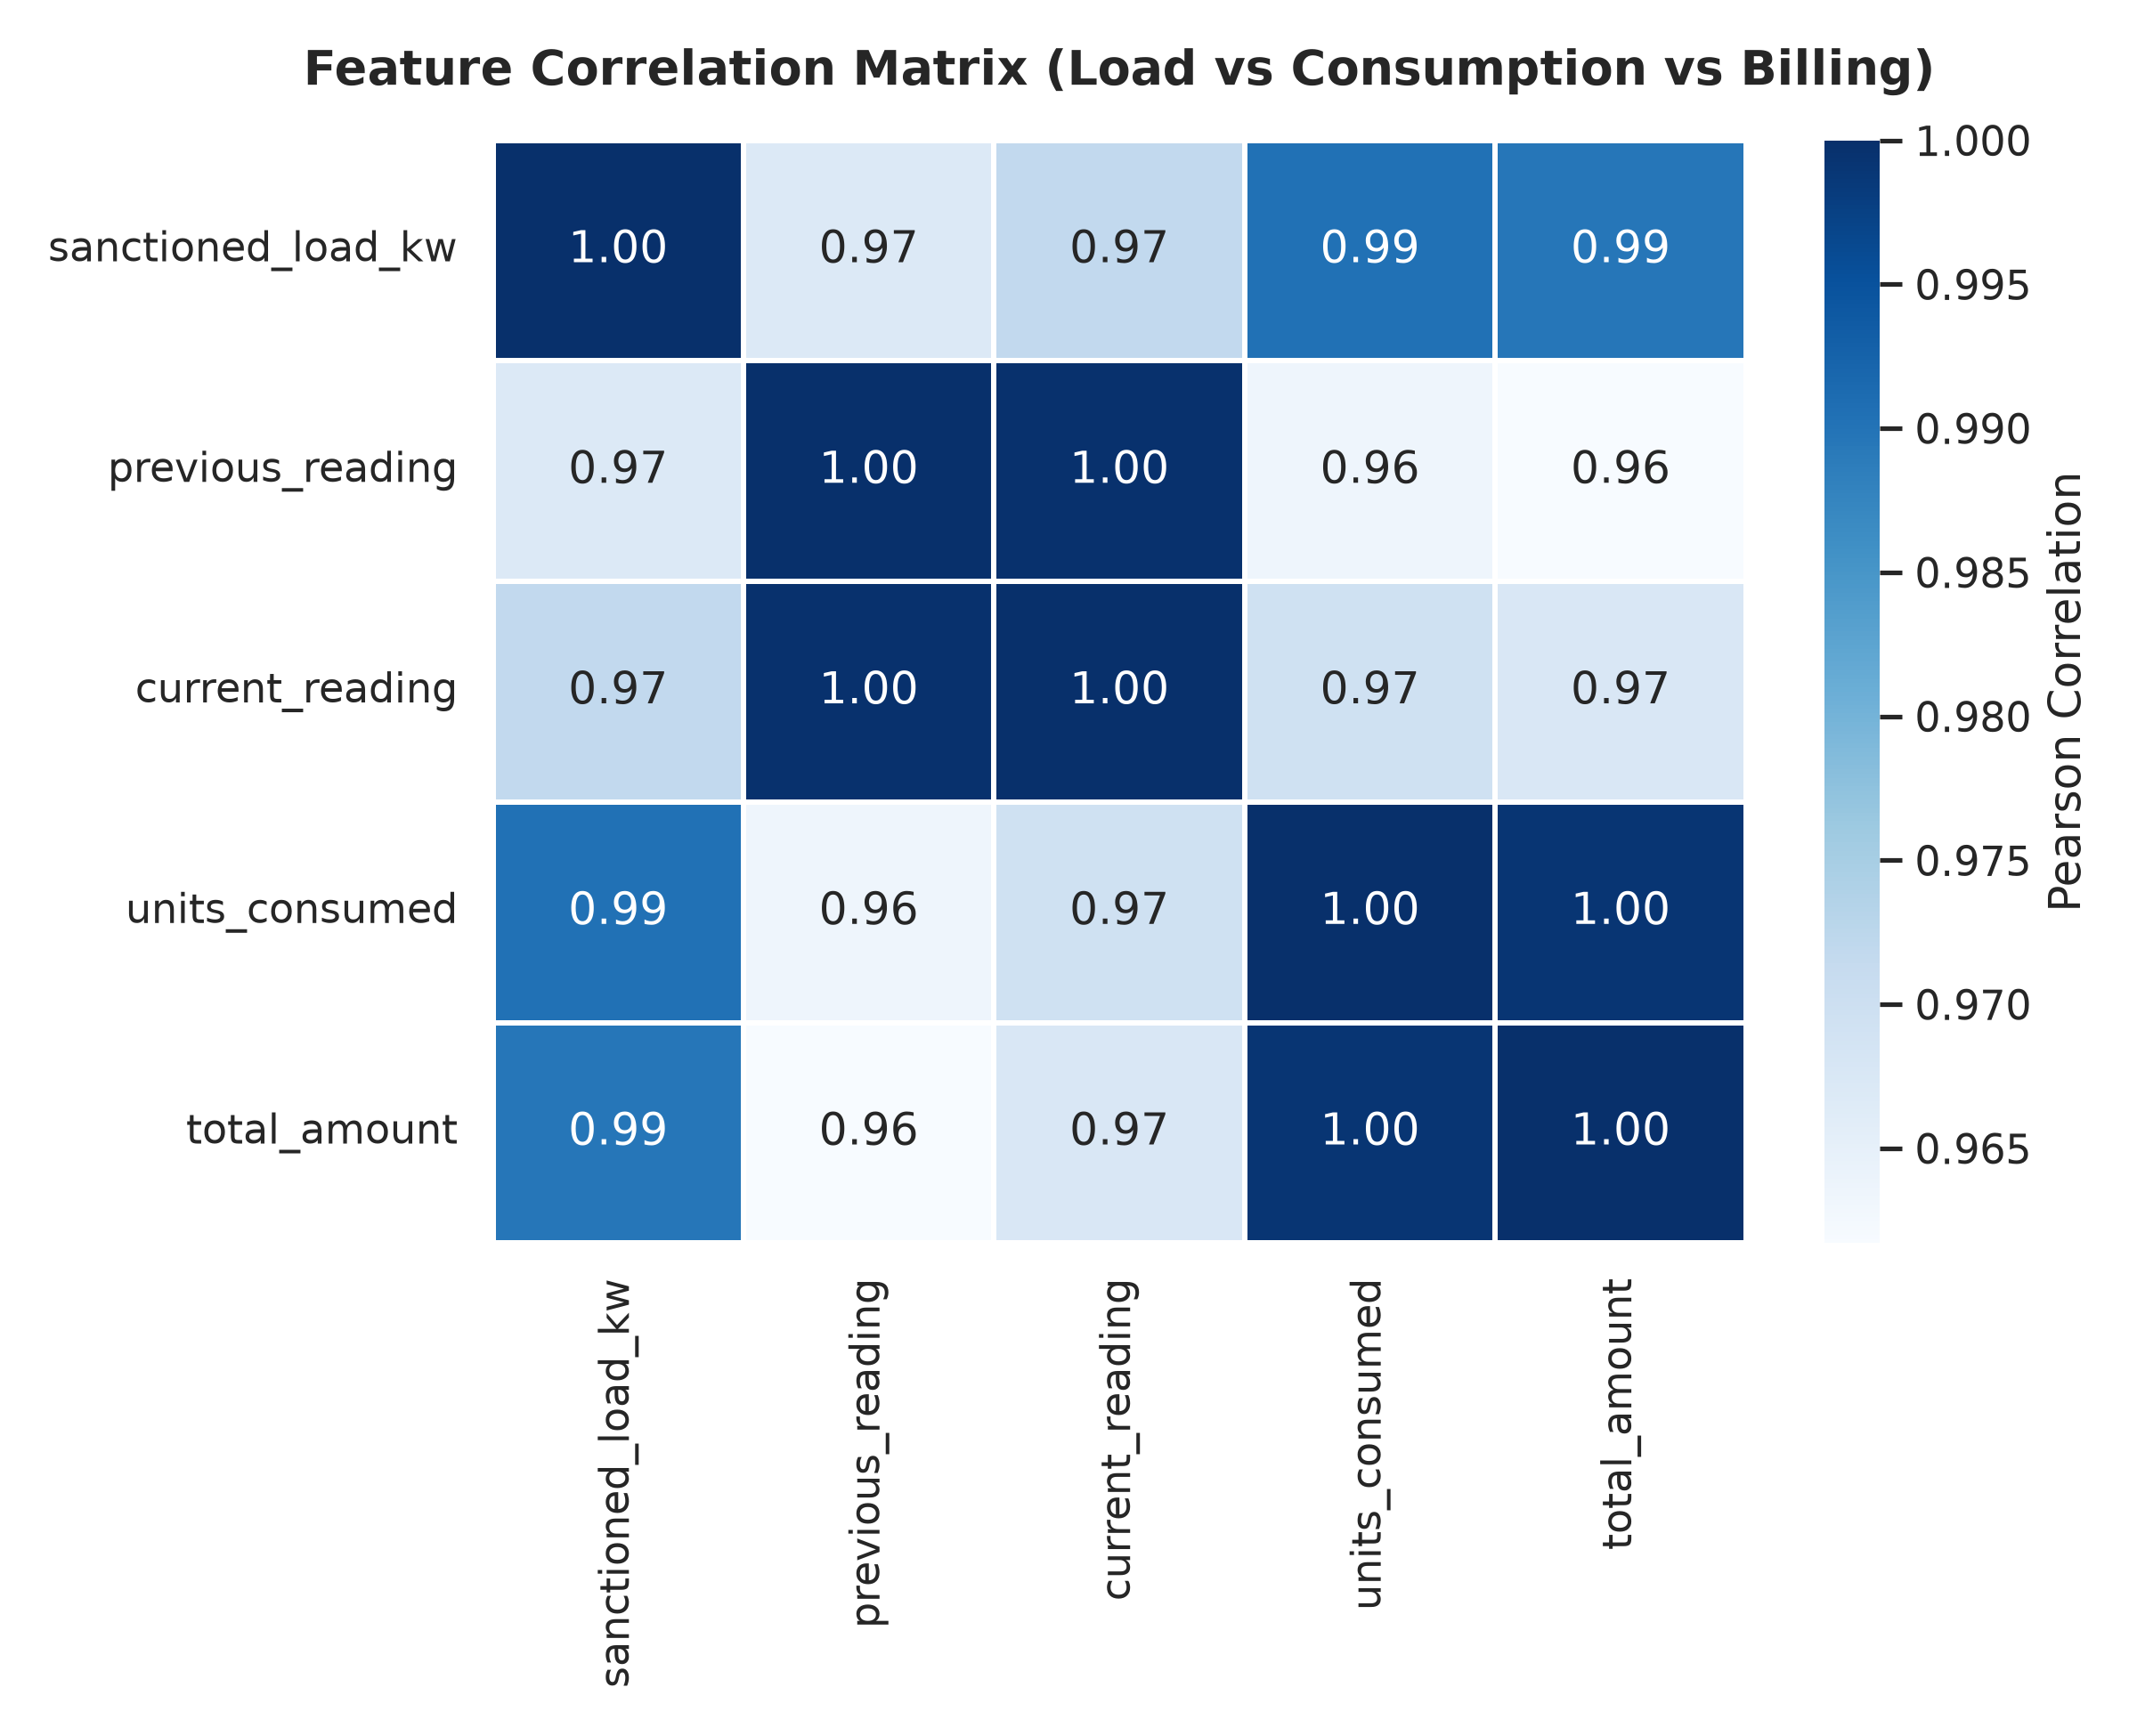 Feature Correlation Matrix (Load vs Consumption vs Billing)
sanctioned_load_kw 1.00 0.97 0.97 0.99 0.99
previous_reading 0.97 1.00 1.00 0.96 0.96
current_reading 0.97 1.00 1.00 0.97 0.97
units_consumed 0.99 0.96 0.97 1.00 1.00
total_amount 0.99 0.96 0.97 1.00 1.00
sanctioned_load_kw
previous_reading
current_reading
units_consumed
total_amount
1.000
0.995
0.990
0.985
0.980
0.975
0.970
0.965
Pearson Correlation